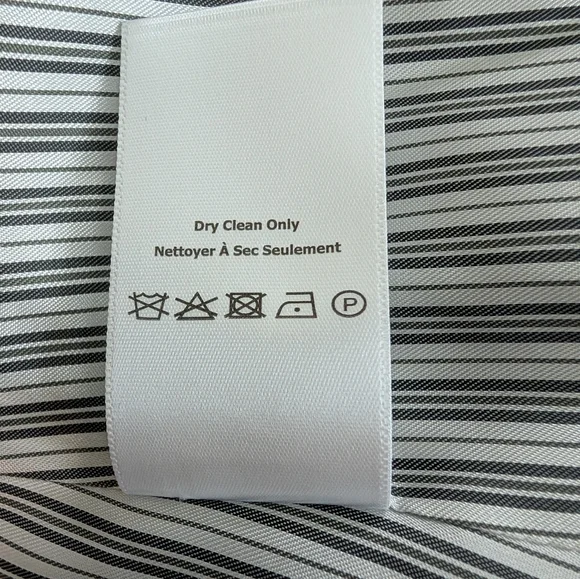 Dry Clean Only
Nettoyer À Sec Seulement
P